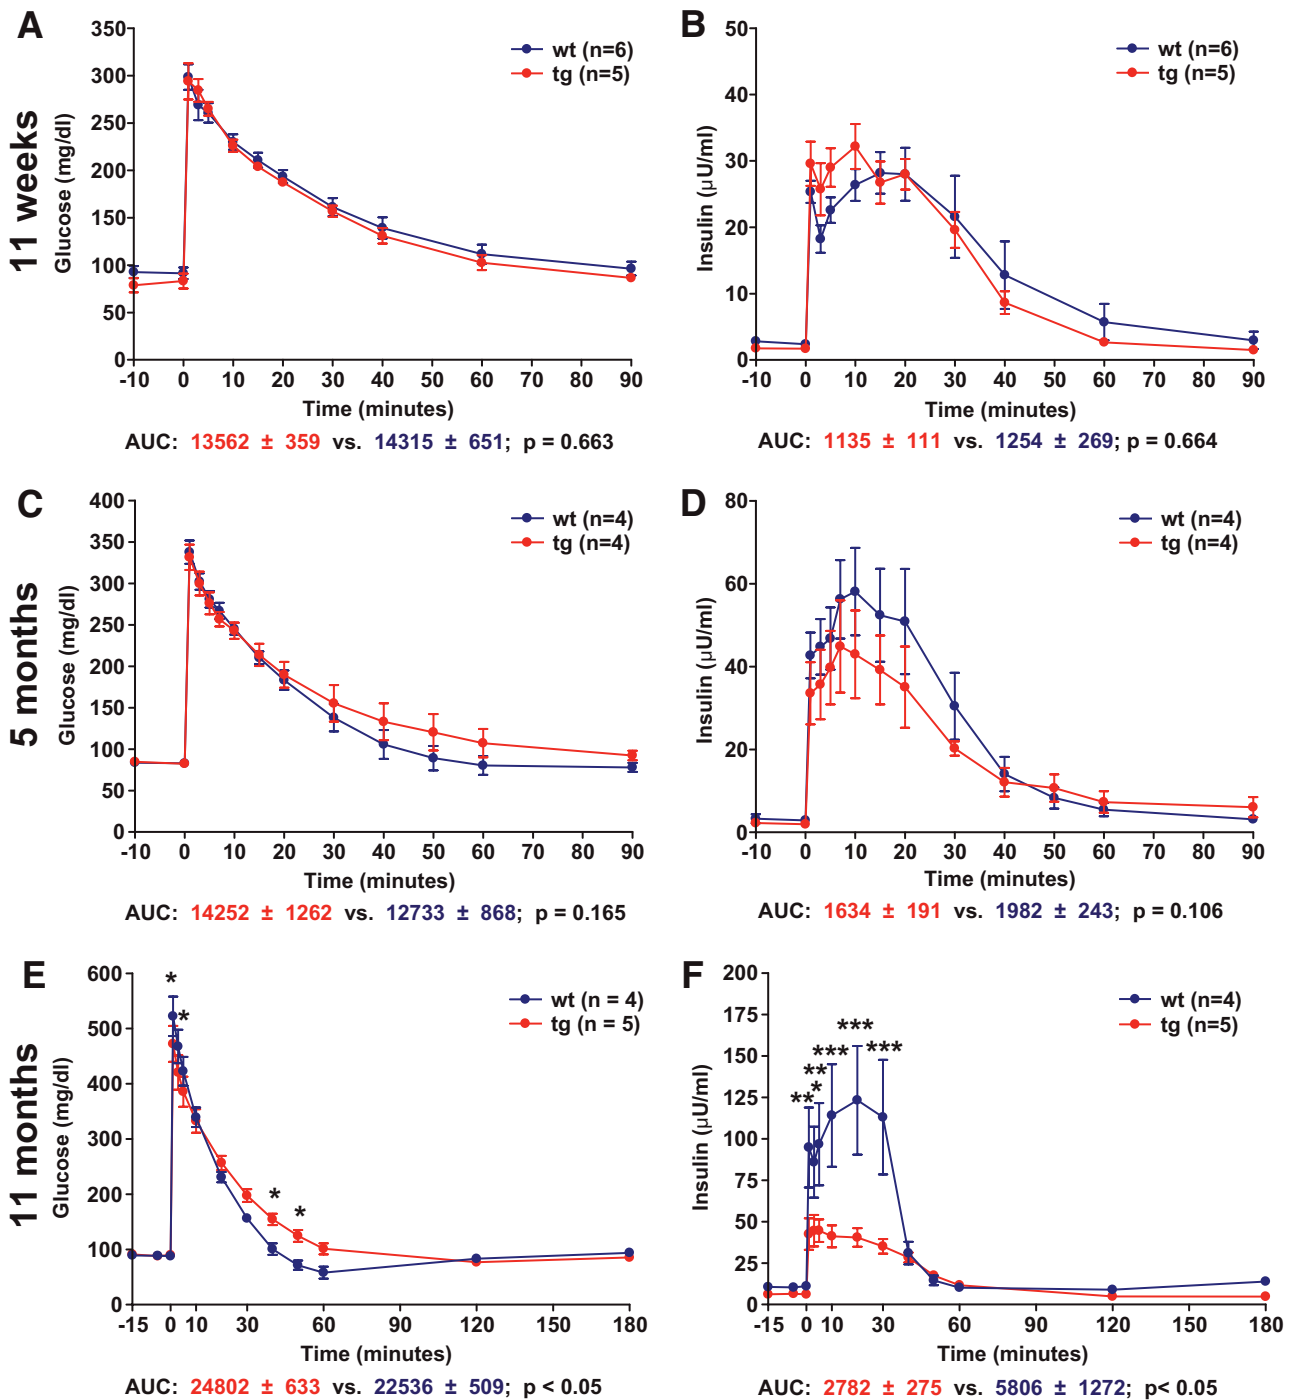 A
350
300
250
200
150
100
50
0
-10 0 10 20 30 40 50 60 70 80 90
11 weeks
Glucose (mg/dl)
Time (minutes)
wt (n=6)
tg (n=5)
AUC: 13562 ± 359 vs. 14315 ± 651; p = 0.663
B
50
40
30
20
10
0
-10 0 10 20 30 40 50 60 70 80 90
Insulin (µU/ml)
Time (minutes)
wt (n=6)
tg (n=5)
AUC: 1135 ± 111 vs. 1254 ± 269; p = 0.664
C
400
350
300
250
200
150
100
50
0
-10 0 10 20 30 40 50 60 70 80 90
5 months
Glucose (mg/dl)
Time (minutes)
wt (n=4)
tg (n=4)
AUC: 14252 ± 1262 vs. 12733 ± 868; p = 0.165
D
80
60
40
20
0
-10 0 10 20 30 40 50 60 70 80 90
Insulin (µU/ml)
Time (minutes)
wt (n=4)
tg (n=4)
AUC: 1634 ± 191 vs. 1982 ± 243; p = 0.106
E
600
500
400
300
200
100
0
-15 0 10 30 60 90 120 150 180
11 months
Glucose (mg/dl)
Time (minutes)
wt (n = 4)
tg (n = 5)
*
*
*
*
AUC: 24802 ± 633 vs. 22536 ± 509; p < 0.05
F
200
175
150
125
100
75
50
25
0
-15 0 10 30 60 90 120 150 180
Insulin (µU/ml)
Time (minutes)
wt (n=4)
tg (n=5)
**
**
*
***
***
***
AUC: 2782 ± 275 vs. 5806 ± 1272; p< 0.05